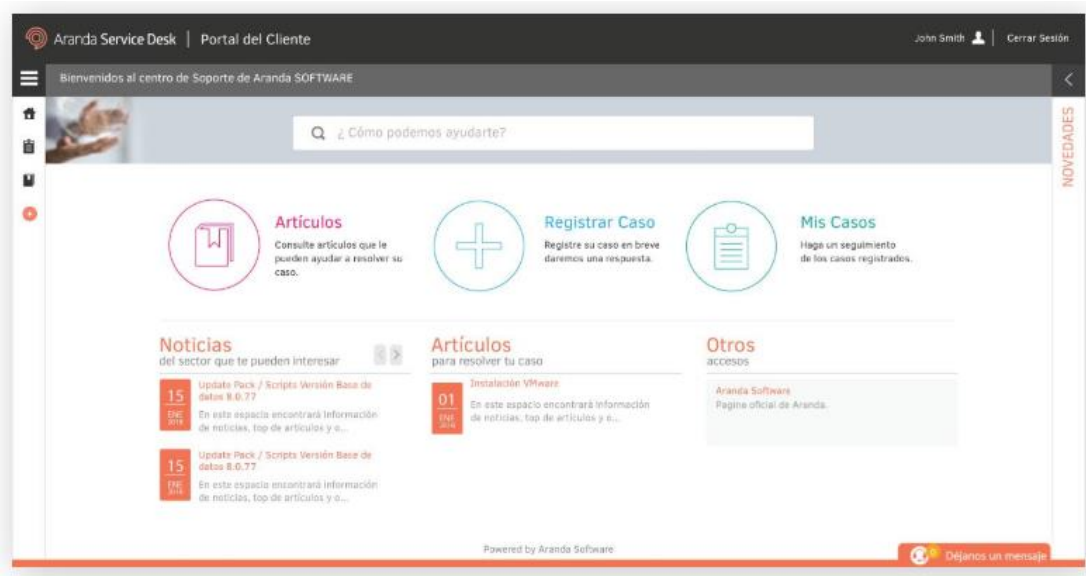 Aranda Service Desk | Portal del Cliente
John Smith | Cerrar Sesión
Bienvenidos al centro de Soporte de Aranda SOFTWARE
¿ Cómo podemos ayudarte?
NOVEDADES
Artículos
Consulte artículos que le
pueden ayudar a resolver su
caso.
Registrar Caso
Registre su caso en breve
daremos una respuesta.
Mis Casos
Haga un seguimiento
de los casos registrados.
Noticias
del sector que te pueden interesar
15
ENE
2018
Update Pack / Scripts Versión Base de
datos 8.0.77
En este espacio encontrará información
de noticias, top de artículos y o...
15
ENE
2018
Update Pack / Scripts Versión Base de
datos 8.0.77
En este espacio encontrará información
de noticias, top de artículos y o...
Artículos
para resolver tu caso
01
ENE
Instalación VMware
En este espacio encontrará información
de noticias, top de artículos y o...
Otros
accesos
Aranda Software
Pagina oficial de Aranda.
Powered by Aranda Software
Déjanos un mensaje